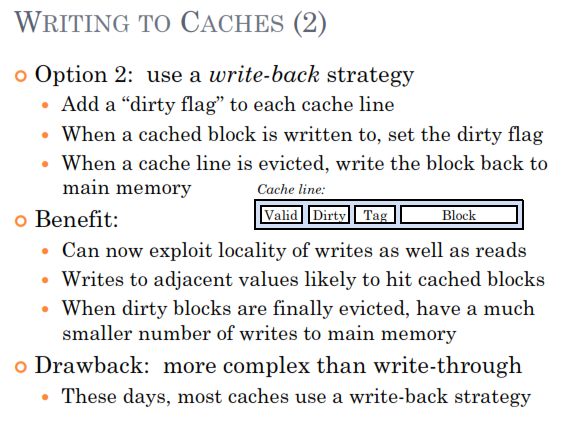 WRITING TO CACHES (2)
Option 2: use a write-back strategy
Add a “dirty flag” to each cache line
When a cached block is written to, set the dirty flag
When a cache line is evicted, write the block back to
main memory
Cache line:
Valid Dirty Tag Block
Benefit:
Can now exploit locality of writes as well as reads
Writes to adjacent values likely to hit cached blocks
When dirty blocks are finally evicted, have a much
smaller number of writes to main memory
Drawback: more complex than write-through
These days, most caches use a write-back strategy